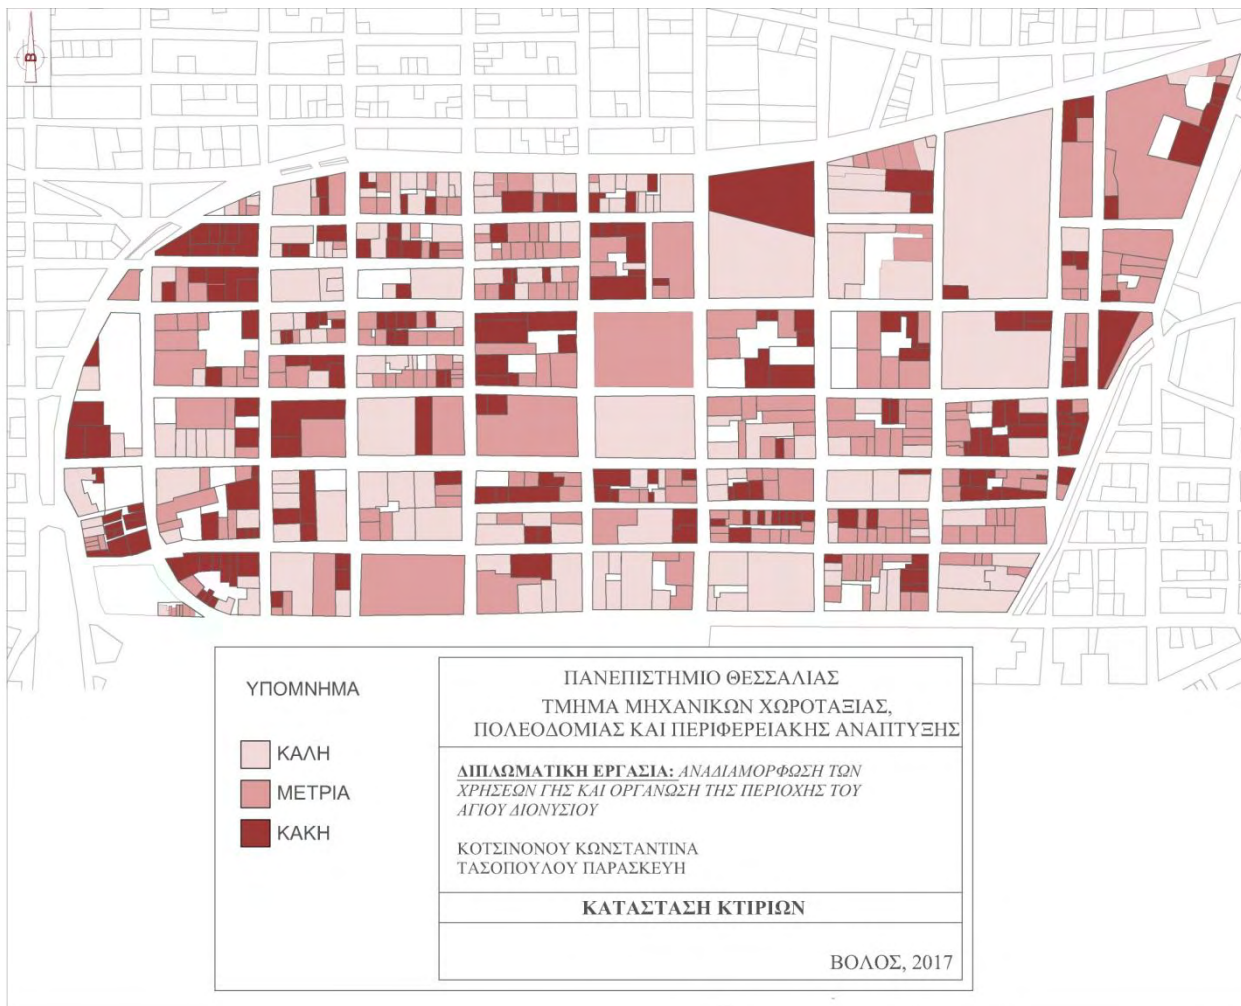 Β
ΥΠΟΜΝΗΜΑ
ΚΑΛΗ
ΜΕΤΡΙΑ
ΚΑΚΗ
ΠΑΝΕΠΙΣΤΗΜΙΟ ΘΕΣΣΑΛΙΑΣ
ΤΜΗΜΑ ΜΗΧΑΝΙΚΩΝ ΧΩΡΟΤΑΞΙΑΣ,
ΠΟΛΕΟΔΟΜΙΑΣ ΚΑΙ ΠΕΡΙΦΕΡΕΙΑΚΗΣ ΑΝΑΠΤΥΞΗΣ
ΔΙΠΛΩΜΑΤΙΚΗ ΕΡΓΑΣΙΑ: ΑΝΑΔΙΑΜΟΡΦΩΣΗ ΤΩΝ
ΧΡΗΣΕΩΝ ΓΗΣ ΚΑΙ ΟΡΓΑΝΩΣΗ ΤΗΣ ΠΕΡΙΟΧΗΣ ΤΟΥ
ΑΓΙΟΥ ΔΙΟΝΥΣΙΟΥ
ΚΟΤΣΙΝΟΝΟΥ ΚΩΝΣΤΑΝΤΙΝΑ
ΤΑΣΟΠΟΥΛΟΥ ΠΑΡΑΣΚΕΥΗ
ΚΑΤΑΣΤΑΣΗ ΚΤΙΡΙΩΝ
ΒΟΛΟΣ, 2017